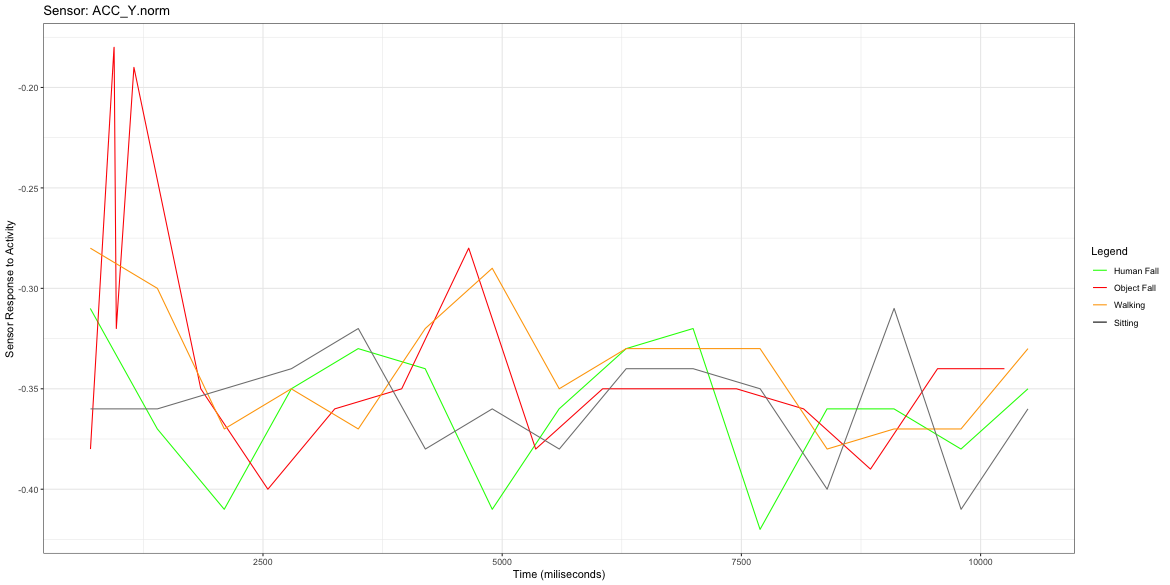 Sensor: ACC_Y.norm
Sensor Response to Activity
-0.20
-0.25
-0.30
-0.35
-0.40
2500
5000
7500
10000
Time (miliseconds)
Legend
Human Fall
Object Fall
Walking
Sitting